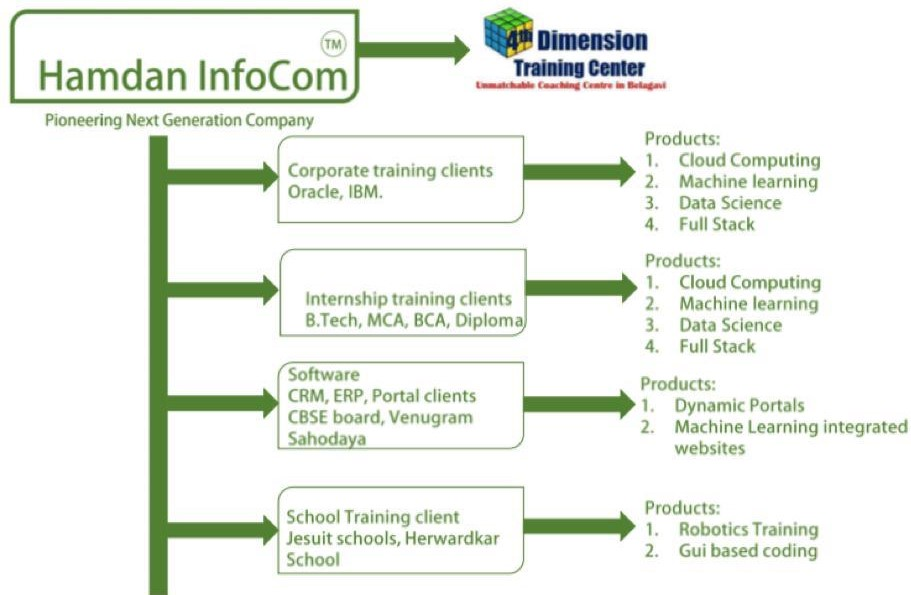 TM
Hamdan InfoCom
Pioneering Next Generation Company
4th Dimension
Training Center
Unmatchable Coaching Centre in Belagavi
Corporate training clients
Oracle, IBM.
Products:
1. Cloud Computing
2. Machine learning
3. Data Science
4. Full Stack
Internship training clients
B.Tech, MCA, BCA, Diploma
Products:
1. Cloud Computing
2. Machine learning
3. Data Science
4. Full Stack
Software
CRM, ERP, Portal clients
CBSE board, Venugram
Sahodaya
Products:
1. Dynamic Portals
2. Machine Learning integrated
websites
School Training client
Jesuit schools, Herwardkar
School
Products:
1. Robotics Training
2. Gui based coding